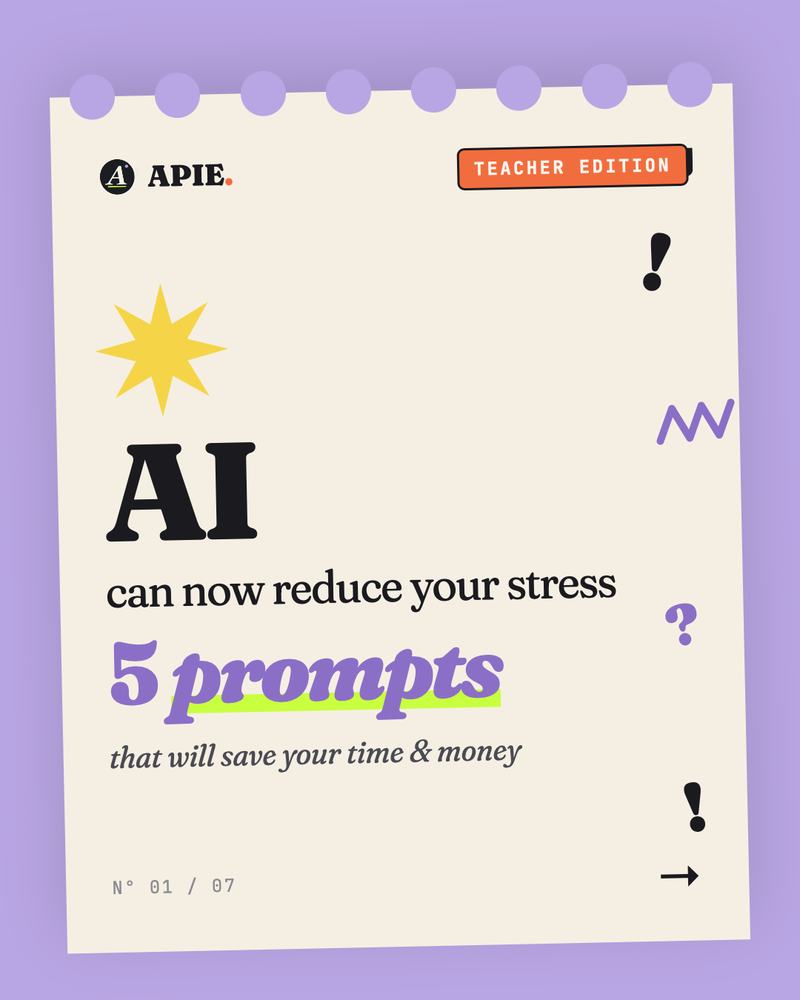 A APIE.
TEACHER EDITION
!
AI
can now reduce your stress
?
5 prompts
that will save your time & money
!
N° 01 / 07 →